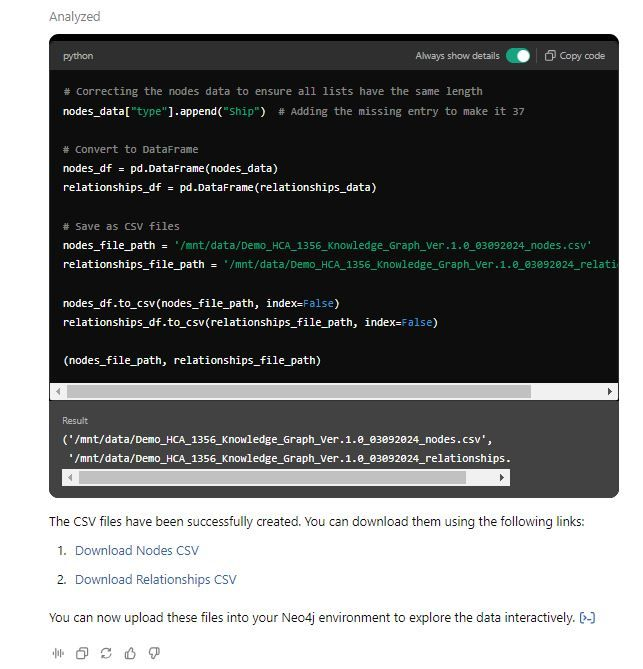 Analyzed
python
Always show details
Copy code
# Correcting the nodes data to ensure all lists have the same length
nodes_data["type"].append("Ship")  # Adding the missing entry to make it 37
# Convert to DataFrame
nodes_df = pd.DataFrame(nodes_data)
relationships_df = pd.DataFrame(relationships_data)
# Save as CSV files
nodes_file_path = '/mnt/data/Demo_HCA_1356_Knowledge_Graph_Ver.1.0_03092024_nodes.csv'
relationships_file_path = '/mnt/data/Demo_HCA_1356_Knowledge_Graph_Ver.1.0_03092024_relati
nodes_df.to_csv(nodes_file_path, index=False)
relationships_df.to_csv(relationships_file_path, index=False)
(nodes_file_path, relationships_file_path)
Result
('/mnt/data/Demo_HCA_1356_Knowledge_Graph_Ver.1.0_03092024_nodes.csv',
'/mnt/data/Demo_HCA_1356_Knowledge_Graph_Ver.1.0_03092024_relationships.
The CSV files have been successfully created. You can download them using the following links:
1. Download Nodes CSV
2. Download Relationships CSV
You can now upload these files into your Neo4j environment to explore the data interactively. [>-]